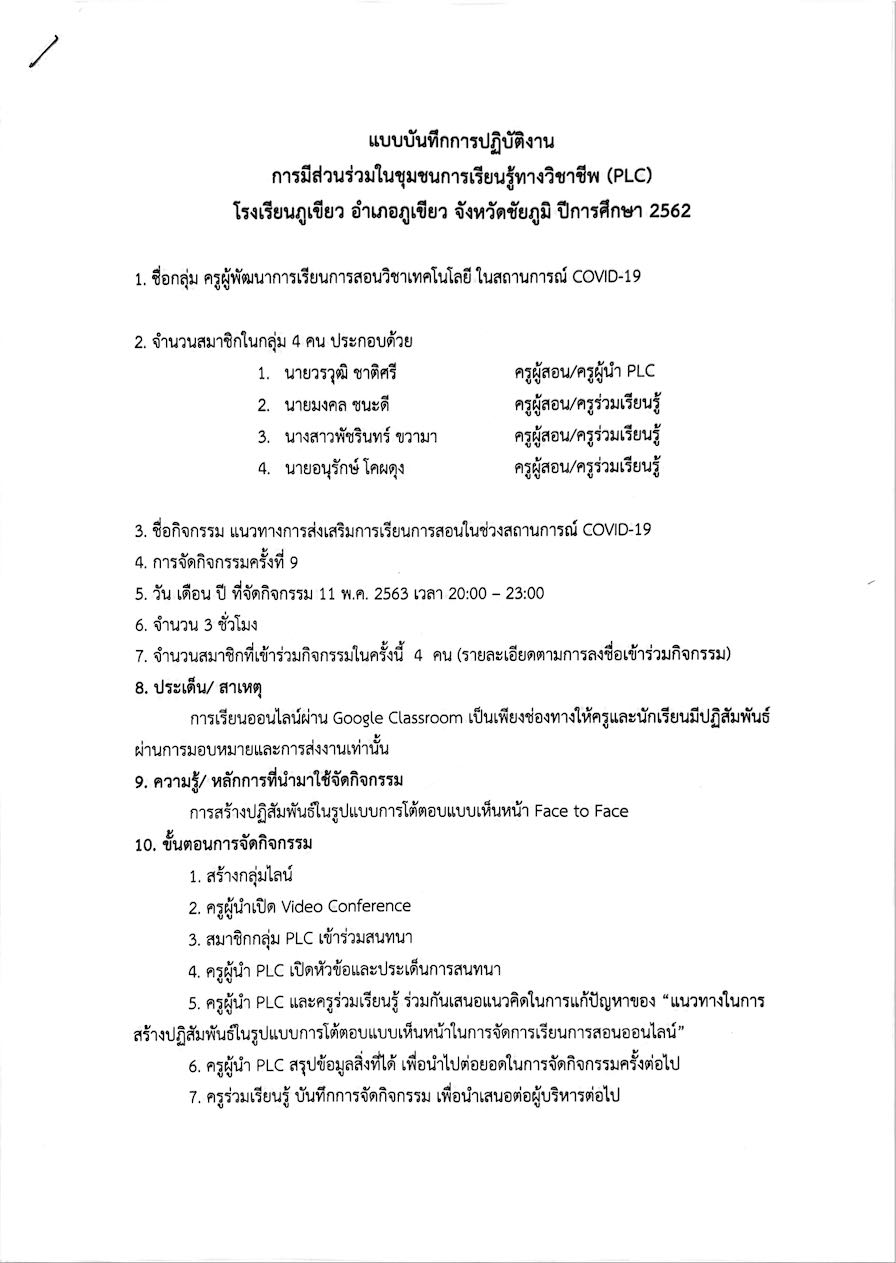 แบบบันทึกการปฏิบัติงาน
การมีส่วนร่วมในชุมชนการเรียนรู้ทางวิชาชีพ (PLC)
โรงเรียนภูเขียว อำเภอภูเขียว จังหวัดชัยภูมิ ปีการศึกษา 2562
1. ชื่อกลุ่ม ครูผู้พัฒนาการเรียนการสอนวิชาเทคโนโลยี ในสถานการณ์ COVID-19
2. จำนวนสมาชิกในกลุ่ม 4 คน ประกอบด้วย
1. นายวรวุฒิ ชาติศรี ครูผู้สอน/ครูผู้นำ PLC
2. นายมงคล ชนะดี ครูผู้สอน/ครูร่วมเรียนรู้
3. นางสาวพัชรินทร์ ขวามา ครูผู้สอน/ครูร่วมเรียนรู้
4. นายอนุรักษ์ โคผดุง ครูผู้สอน/ครูร่วมเรียนรู้
3. ชื่อกิจกรรม แนวทางการส่งเสริมการเรียนการสอนในช่วงสถานการณ์ COVID-19
4. การจัดกิจกรรมครั้งที่ 9
5. วัน เดือน ปี ที่จัดกิจกรรม 11 พ.ค. 2563 เวลา 20:00 – 23:00
6. จำนวน 3 ชั่วโมง
7. จำนวนสมาชิกที่เข้าร่วมกิจกรรมในครั้งนี้ 4 คน (รายละเอียดตามการลงชื่อเข้าร่วมกิจกรรม)
8. ประเด็น/ สาเหตุ
การเรียนออนไลน์ผ่าน Google Classroom เป็นเพียงช่องทางให้ครูและนักเรียนมีปฏิสัมพันธ์
ผ่านการมอบหมายและการส่งงานเท่านั้น
9. ความรู้/ หลักการที่นำมาใช้จัดกิจกรรม
การสร้างปฏิสัมพันธ์ในรูปแบบการโต้ตอบแบบเห็นหน้า Face to Face
10. ขั้นตอนการจัดกิจกรรม
1. สร้างกลุ่มไลน์
2. ครูผู้นำเปิด Video Conference
3. สมาชิกกลุ่ม PLC เข้าร่วมสนทนา
4. ครูผู้นำ PLC เปิดหัวข้อและประเด็นการสนทนา
5. ครูผู้นำ PLC และครูร่วมเรียนรู้ ร่วมกันเสนอแนวคิดในการแก้ปัญหาของ “แนวทางในการ
สร้างปฏิสัมพันธ์ในรูปแบบการโต้ตอบแบบเห็นหน้าในการจัดการเรียนการสอนออนไลน์”
6. ครูผู้นำ PLC สรุปข้อมูลสิ่งที่ได้ เพื่อนำไปต่อยอดในการจัดกิจกรรมครั้งต่อไป
7. ครูร่วมเรียนรู้ บันทึกการจัดกิจกรรม เพื่อนำเสนอต่อผู้บริหารต่อไป